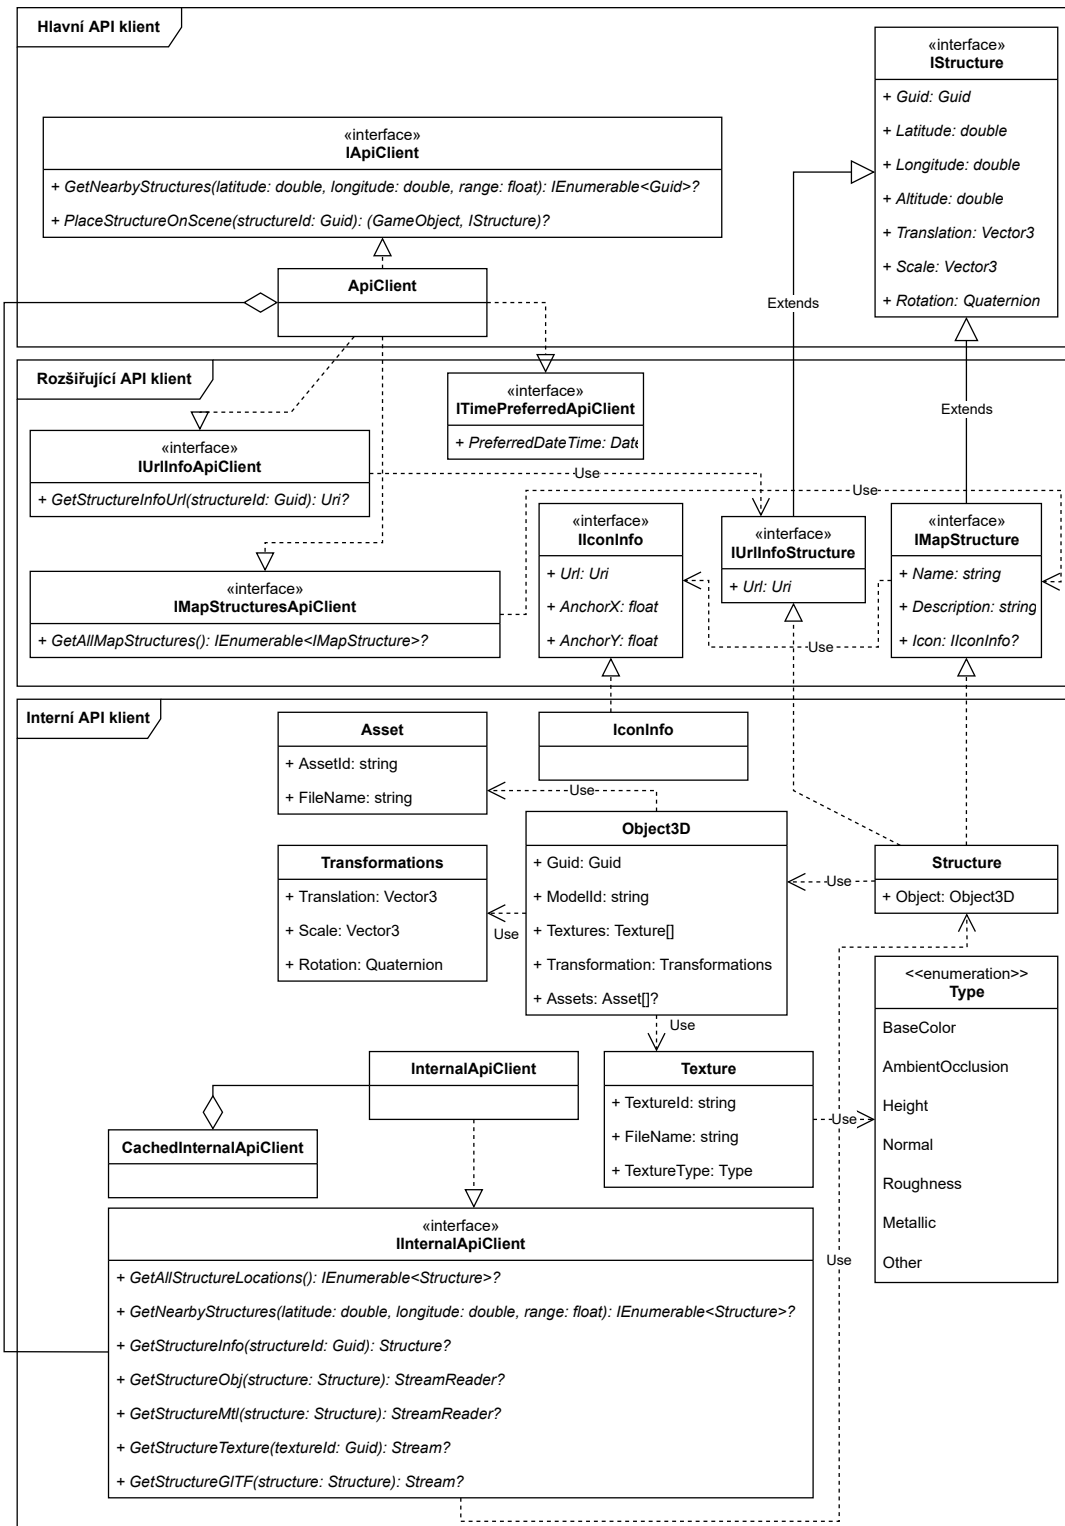 Hlavní API klient
«interface»
IStructure
+ Guid: Guid
+ Latitude: double
+ Longitude: double
+ Altitude: double
+ Translation: Vector3
+ Scale: Vector3
+ Rotation: Quaternion
«interface»
IApiClient
+ GetNearbyStructures(latitude: double, longitude: double, range: float): IEnumerable<Guid>?
+ PlaceStructureOnScene(structureId: Guid): (GameObject, IStructure)?
ApiClient
Extends
Rozšiřující API klient
«interface»
ITimePreferredApiClient
+ PreferredDateTime: Date
Extends
«interface»
IUrlInfoApiClient
+ GetStructureInfoUrl(structureId: Guid): Uri?
Use
Use
«interface»
IIconInfo
+ Url: Uri
+ AnchorX: float
+ AnchorY: float
«interface»
IUrlInfoStructure
+ Url: Uri
«interface»
IMapStructure
+ Name: string
+ Description: string
+ Icon: IIconInfo?
«interface»
IMapStructuresApiClient
+ GetAllMapStructures(): IEnumerable<IMapStructure>?
Use
Interní API klient
Asset
+ AssetId: string
+ FileName: string
IconInfo
Use
Object3D
+ Guid: Guid
+ ModelId: string
+ Textures: Texture[]
+ Transformation: Transformations
+ Assets: Asset[]?
Transformations
+ Translation: Vector3
+ Scale: Vector3
+ Rotation: Quaternion
Use
Use
Structure
+ Object: Object3D
Use
<<enumeration>>
Type
BaseColor
AmbientOcclusion
Height
Normal
Roughness
Metallic
Other
InternalApiClient
Texture
+ TextureId: string
+ FileName: string
+ TextureType: Type
Use
CachedInternalApiClient
«interface»
IInternalApiClient
+ GetAllStructureLocations(): IEnumerable<Structure>?
+ GetNearbyStructures(latitude: double, longitude: double, range: float): IEnumerable<Structure>?
+ GetStructureInfo(structureId: Guid): Structure?
+ GetStructureObj(structure: Structure): StreamReader?
+ GetStructureMtl(structure: Structure): StreamReader?
+ GetStructureTexture(textureId: Guid): Stream?
+ GetStructureGlTF(structure: Structure): Stream?
Use